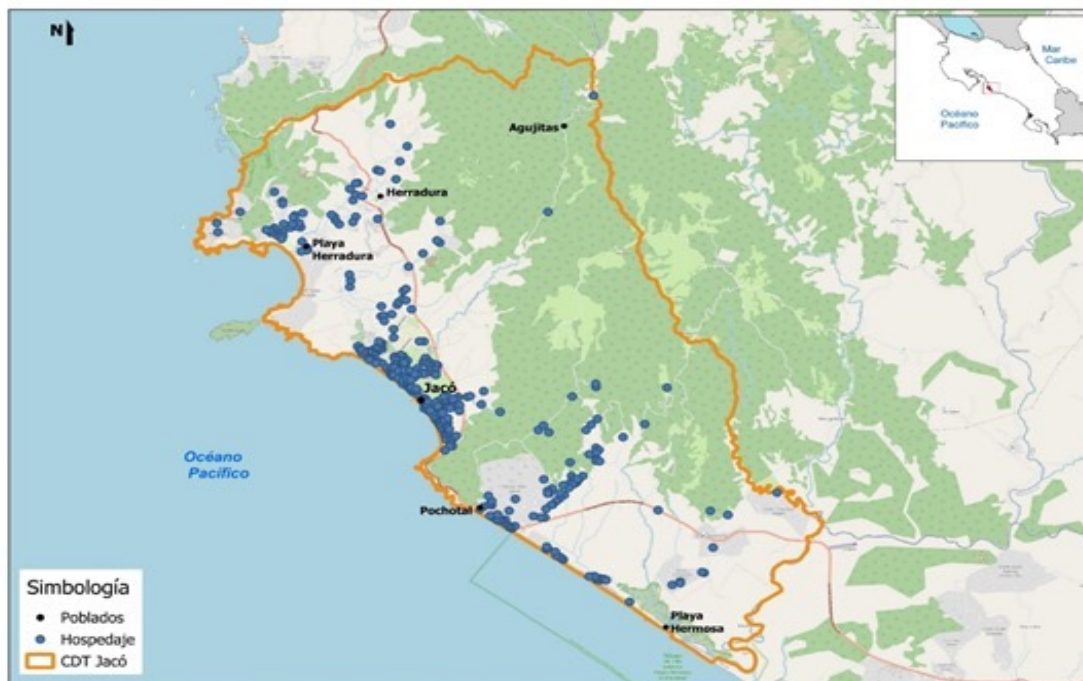 N
Mar
Caribe
Océano
Pacífico
Agujitas
Herradura
Playa
Herradura
Jacó
Océano
Pacífico
Pochotal
Playa
Hermosa
Simbología
Poblados
Hospedaje
CDT Jacó